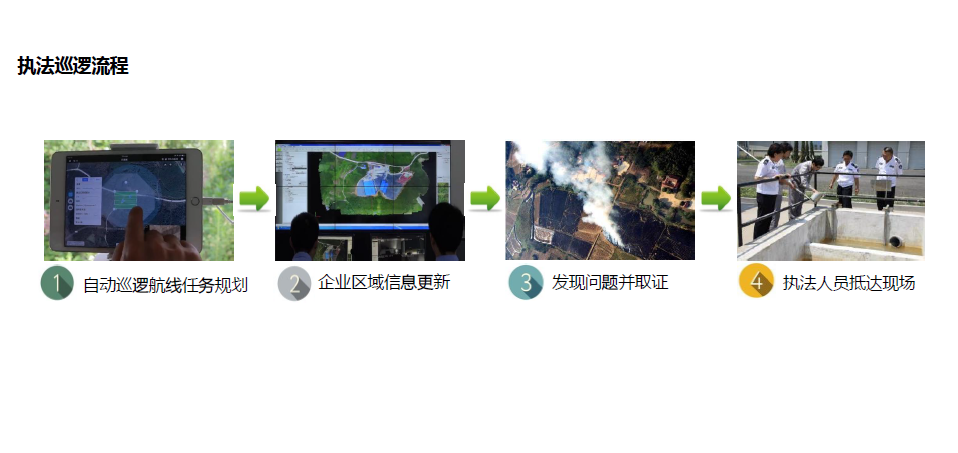 执法巡逻流程
1 自动巡逻航线任务规划
2 企业区域信息更新
3 发现问题并取证
4 执法人员抵达现场